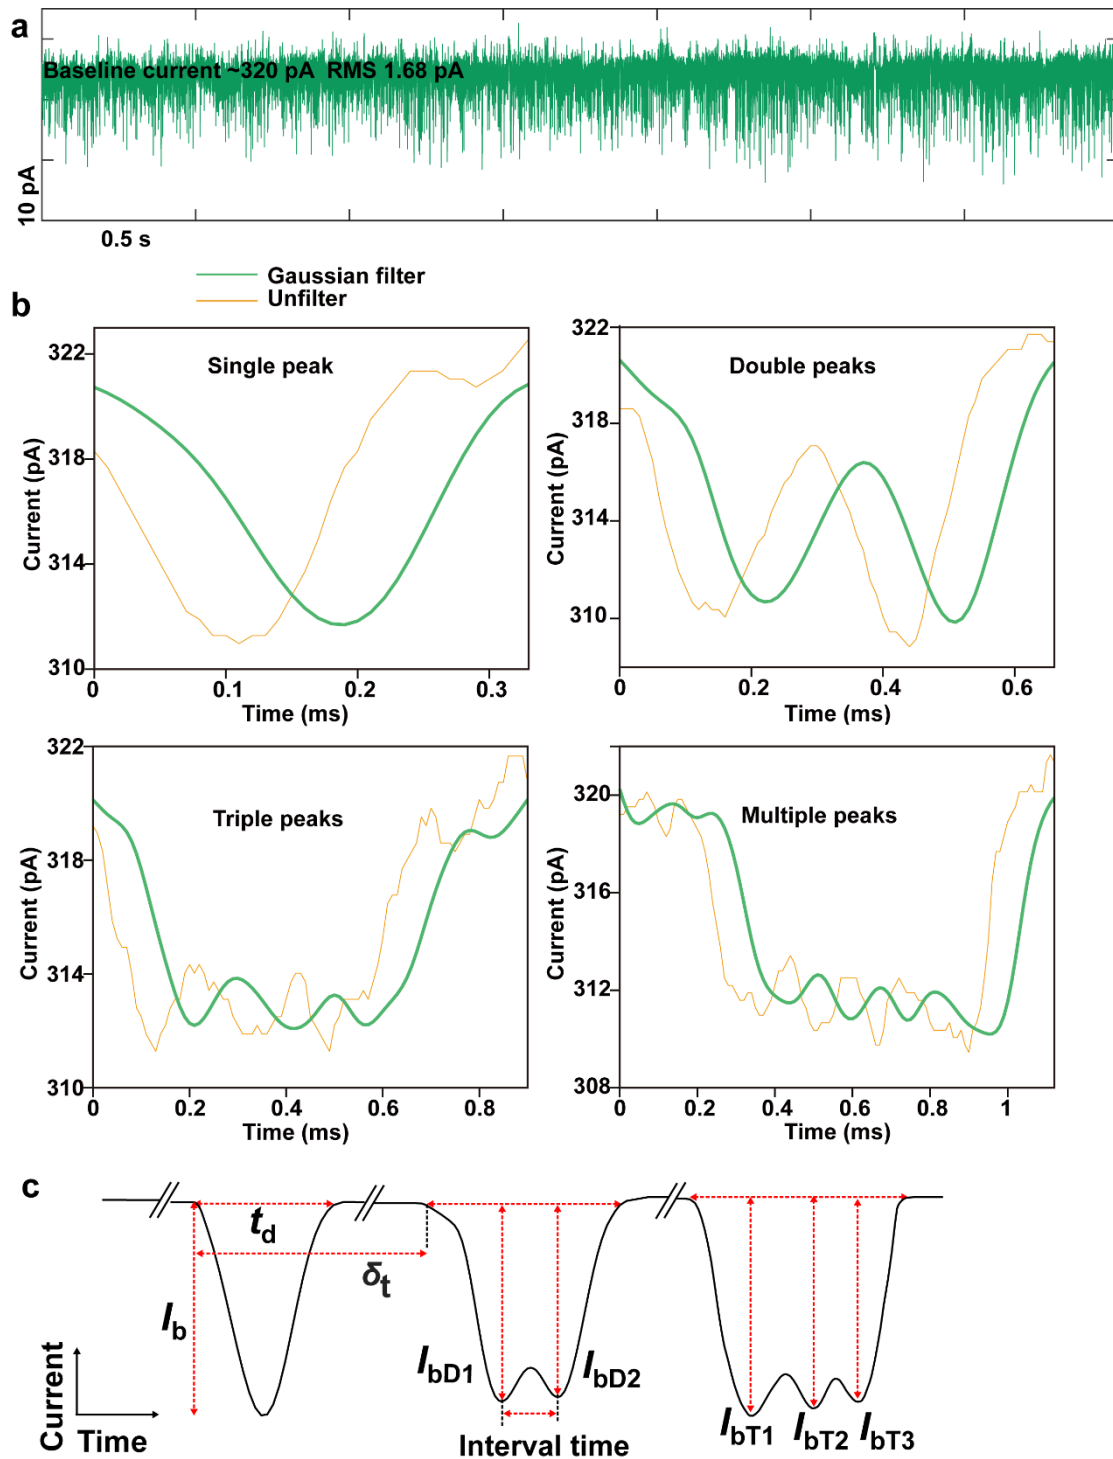 a
Baseline current ~320 pA  RMS 1.68 pA
10 pA
0.5 s
Gaussian filter
Unfilter
b
Single peak
Current (pA)
322
318
314
310
0 0.1 0.2 0.3
Time (ms)
Double peaks
Current (pA)
322
318
314
310
0 0.2 0.4 0.6
Time (ms)
Triple peaks
Current (pA)
322
318
314
310
0 0.2 0.4 0.6 0.8
Time (ms)
Multiple peaks
Current (pA)
320
316
312
308
0 0.2 0.4 0.6 0.8 1
Time (ms)
c
td
δt
Ib
IbD1
IbD2
IbT1
IbT2
IbT3
Interval time
Current
Time